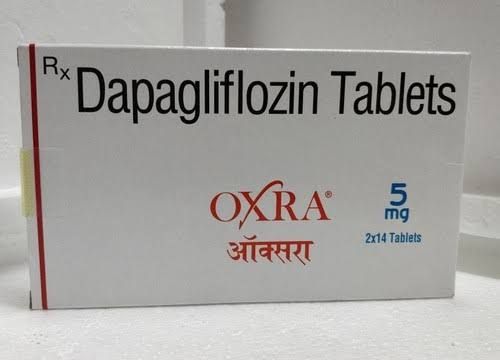 Rx Dapagliflozin Tablets
OXRA®
ऑक्सरा
5
mg
2x14 Tablets